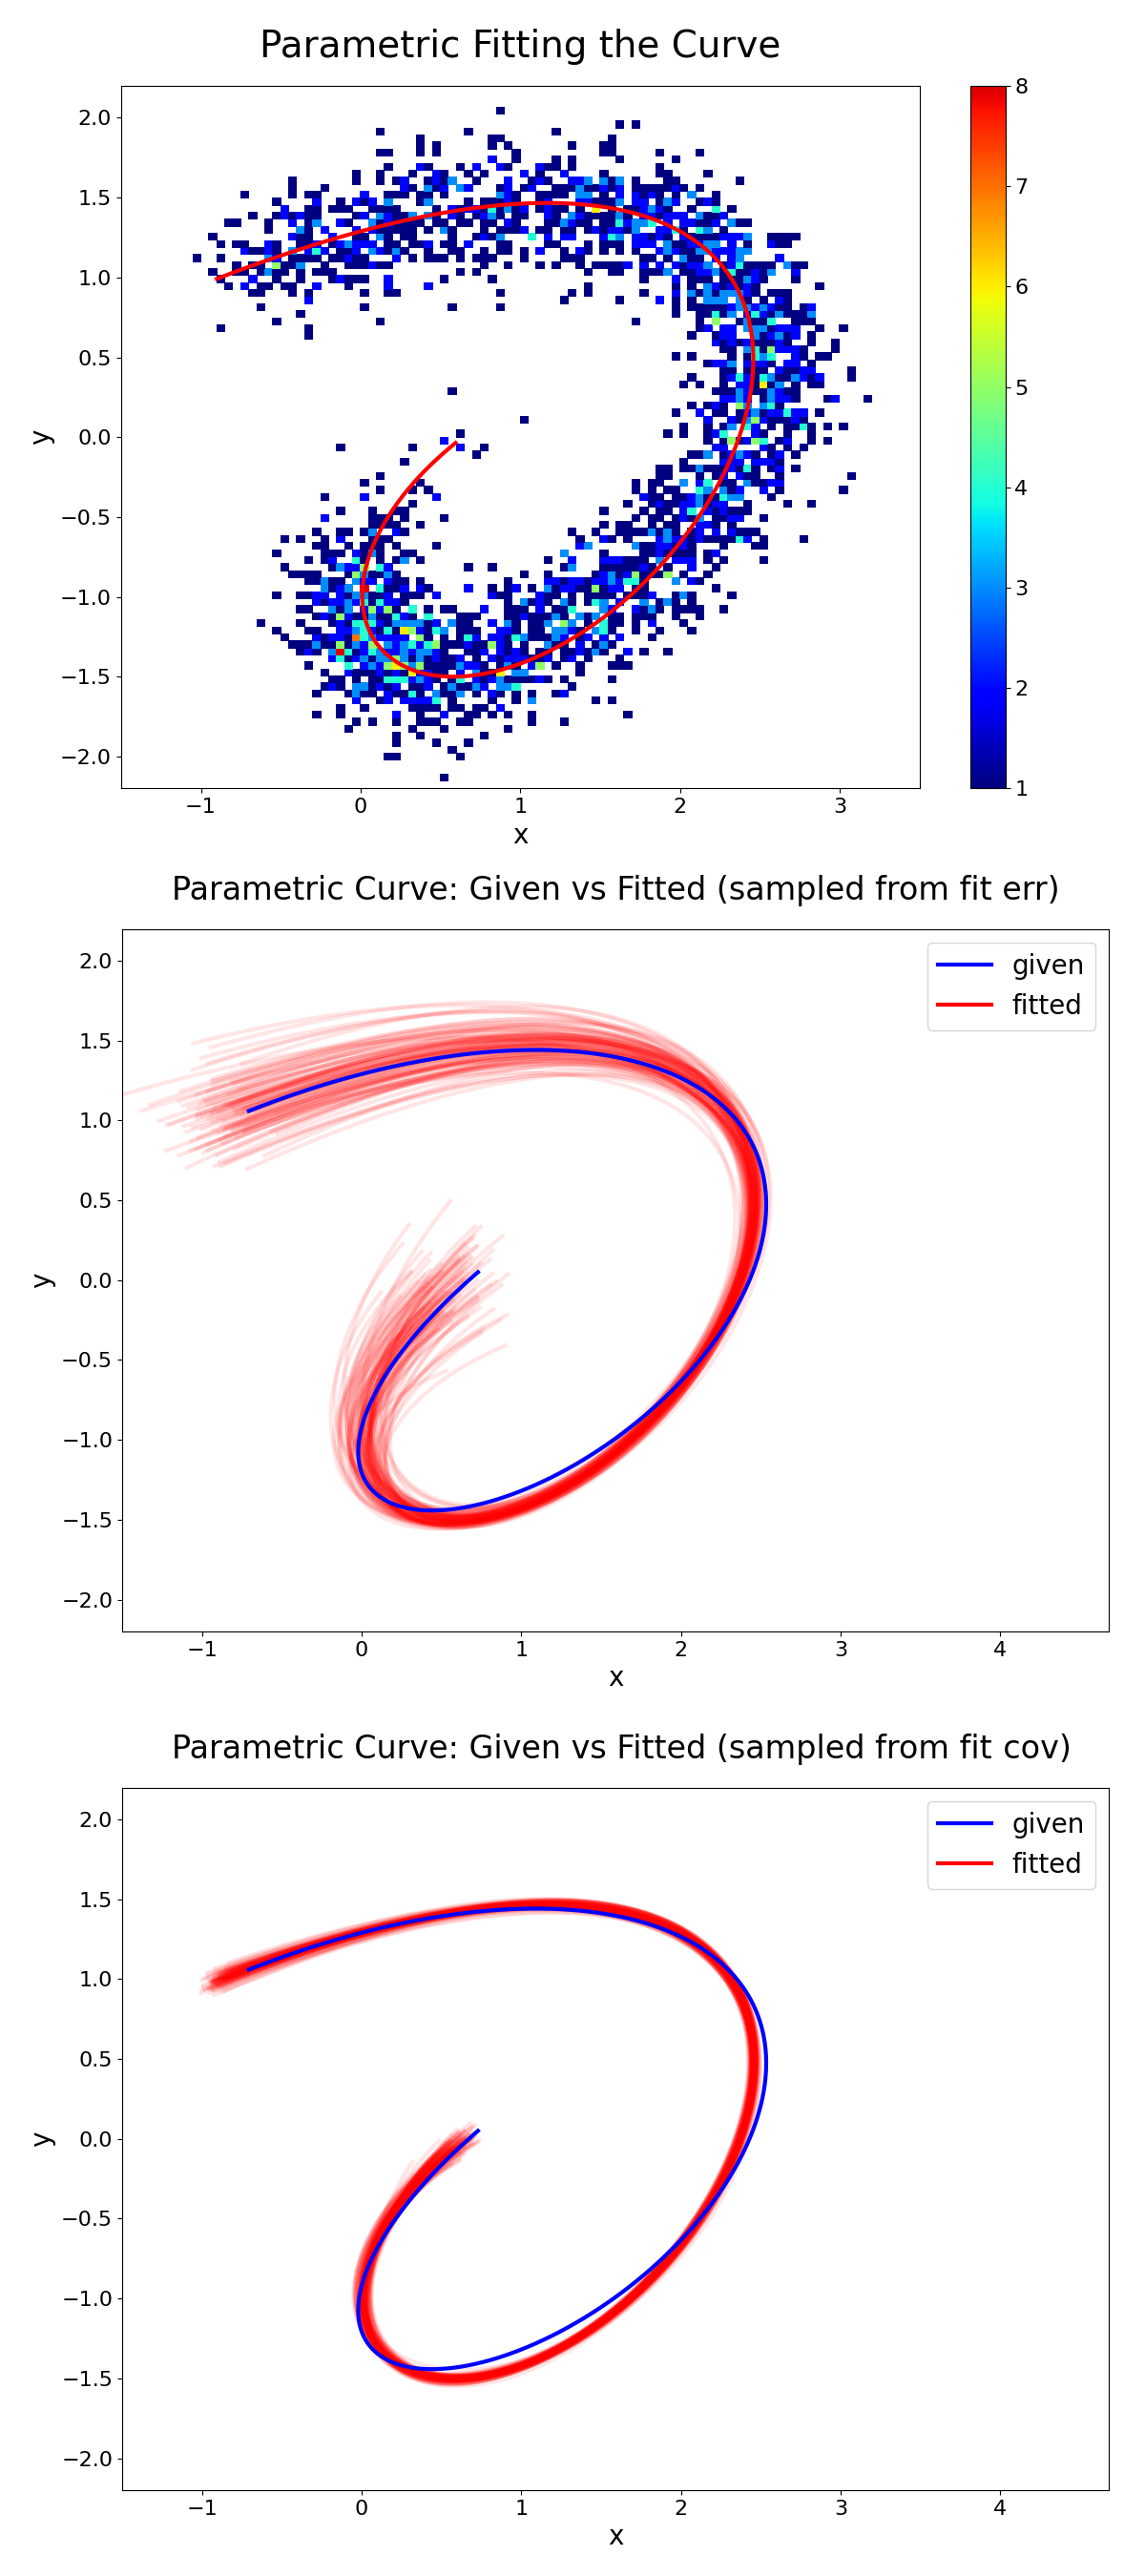 Parametric Fitting the Curve
2.0
1.5
1.0
0.5
0.0
−0.5
−1.0
−1.5
−2.0
y
−1 0 1 2 3
x
8
7
6
5
4
3
2
1
Parametric Curve: Given vs Fitted (sampled from fit err)
given
fitted
2.0
1.5
1.0
0.5
0.0
−0.5
−1.0
−1.5
−2.0
y
−1 0 1 2 3 4
x
Parametric Curve: Given vs Fitted (sampled from fit cov)
given
fitted
2.0
1.5
1.0
0.5
0.0
−0.5
−1.0
−1.5
−2.0
y
−1 0 1 2 3 4
x